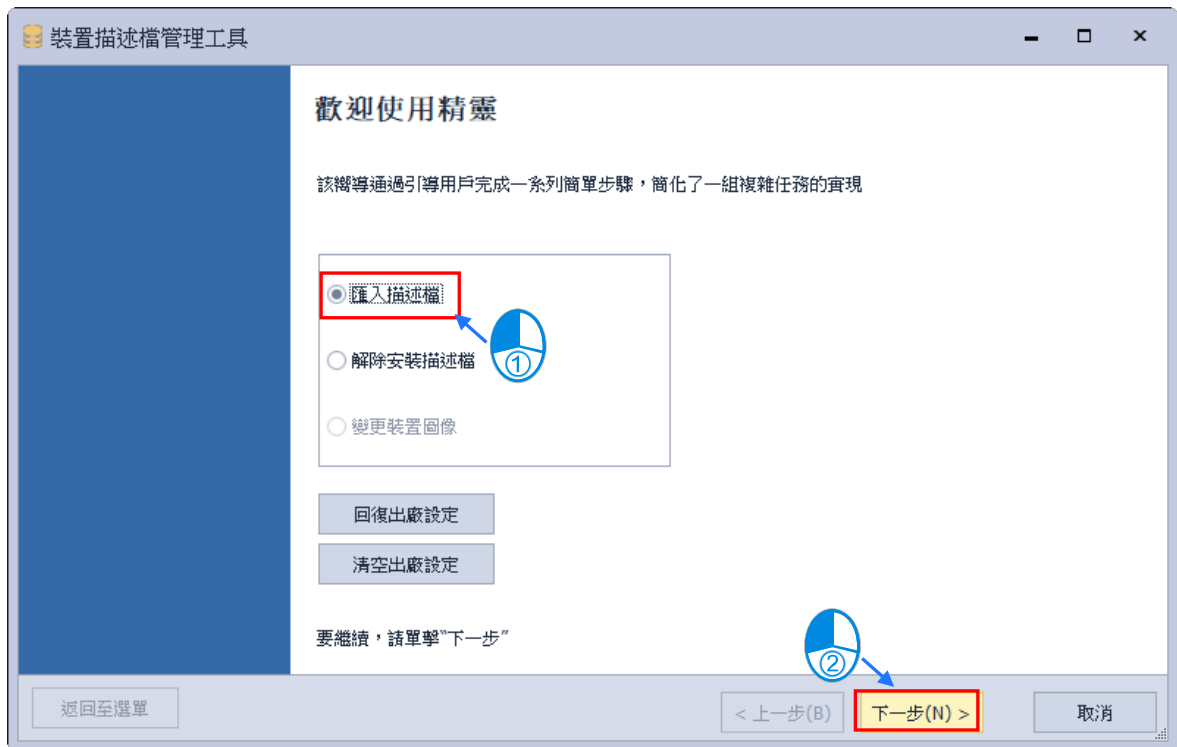 裝置描述檔管理工具
歡迎使用精靈
該嚮導通過引導用戶完成一系列簡單步驟，簡化了一組複雜任務的實現
匯入描述檔
①
解除安裝描述檔
變更裝置圖像
回復出廠設定
清空出廠設定
要繼續，請單擊"下一步"
②
返回至選單
< 上一步(B)
下一步(N) >
取消